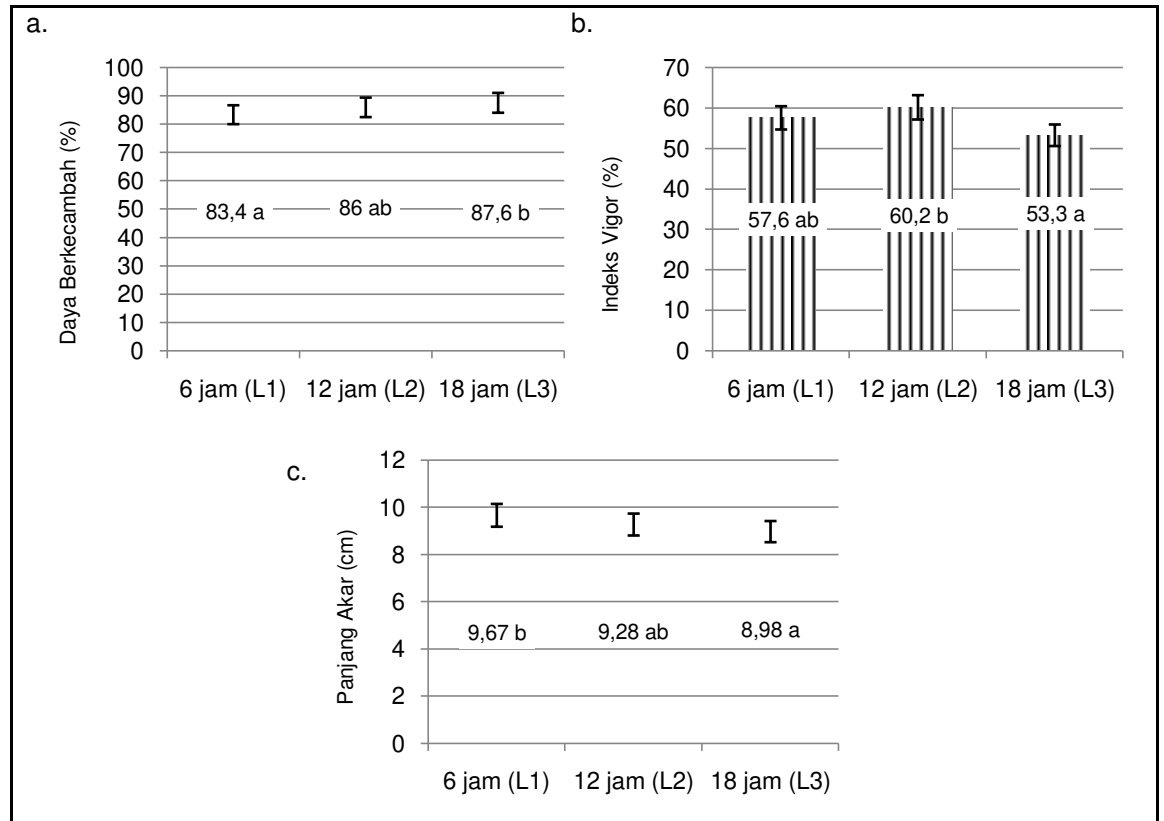 a.
Daya Berkecambah (%)
100
90
80
70
60
50
40
30
20
10
0
83,4 a
86 ab
87,6 b
6 jam (L1) 12 jam (L2) 18 jam (L3)
b.
Indeks Vigor (%)
70
60
50
40
30
20
10
0
57,6 ab
60,2 b
53,3 a
6 jam (L1) 12 jam (L2) 18 jam (L3)
c.
Panjang Akar (cm)
12
10
8
6
4
2
0
9,67 b
9,28 ab
8,98 a
6 jam (L1) 12 jam (L2) 18 jam (L3)